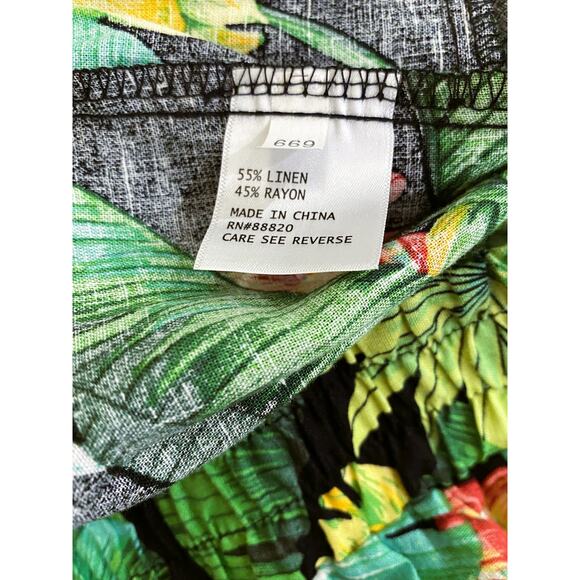 669
55% LINEN
45% RAYON
MADE IN CHINA
RN#88820
CARE SEE REVERSE